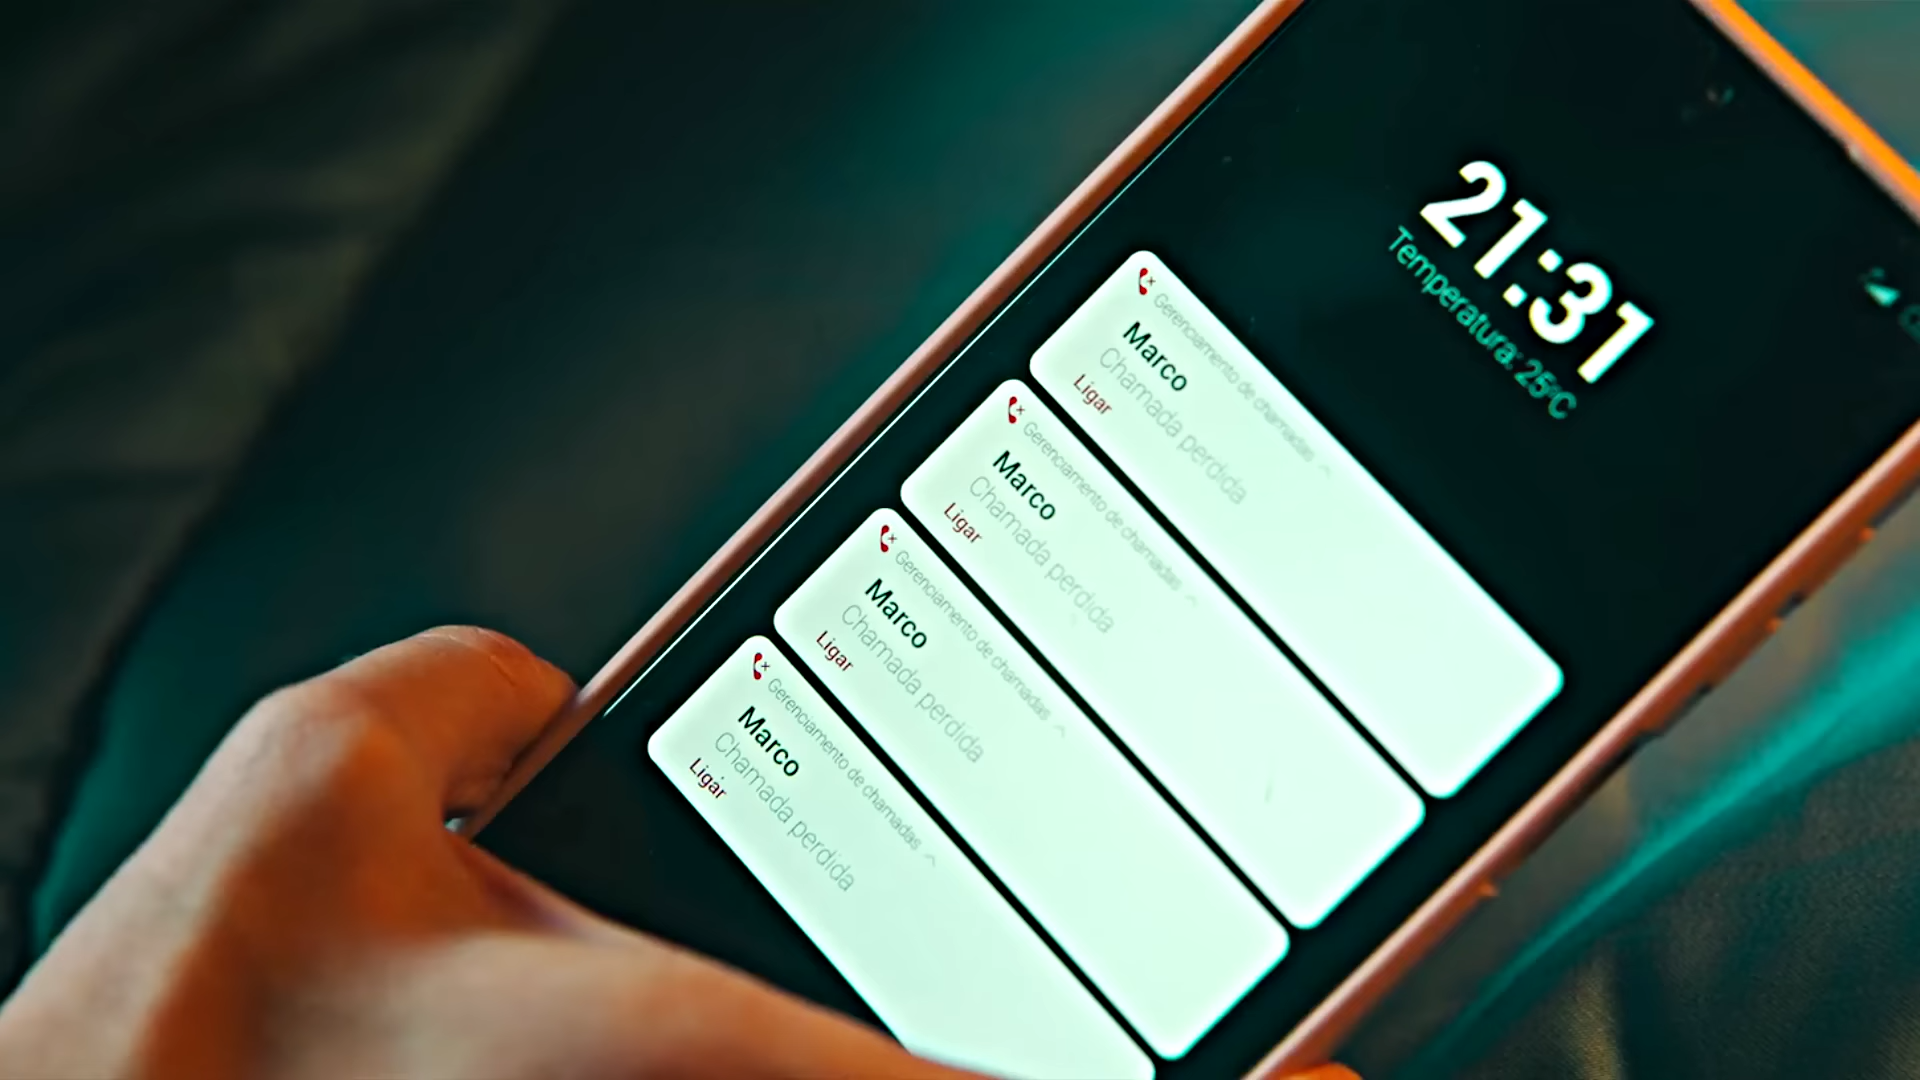 21:31
Temperatura: 25ºC
Gerenciamento de chamadas
Marco
Chamada perdida
Ligar
Gerenciamento de chamadas
Marco
Chamada perdida
Ligar
Gerenciamento de chamadas
Marco
Chamada perdida
Ligar
Gerenciamento de chamadas
Marco
Chamada perdida
Ligar